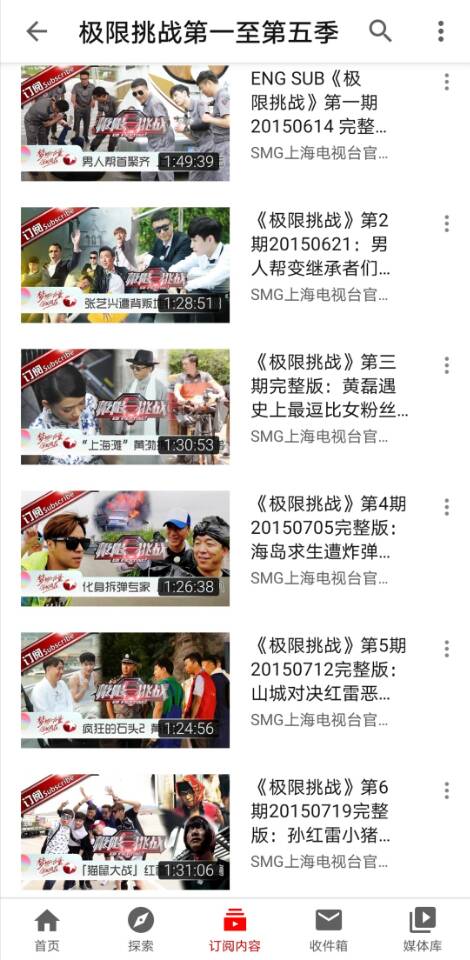 极限挑战第一至第五季
订阅 Subscribe
极限挑战
男人帮首聚齐
1:49:39
ENG SUB《极
限挑战》第一期
20150614 完整...
SMG上海电视台官...
订阅 Subscribe
极限挑战
张艺兴遭背叛
1:28:51
《极限挑战》第2
期20150621：男
人帮变继承者们...
SMG上海电视台官...
订阅 Subscribe
极限挑战
“上海滩”黄渤
1:30:53
《极限挑战》第三
期完整版：黄磊遇
史上最逗比女粉丝...
SMG上海电视台官...
订阅 Subscribe
极限挑战
化身拆弹专家
1:26:38
《极限挑战》第4期
20150705完整版：
海岛求生遭炸弹...
SMG上海电视台官...
订阅 Subscribe
极限挑战
疯狂的石头2
1:24:56
《极限挑战》第5期
20150712完整版：
山城对决红雷恶...
SMG上海电视台官...
订阅 Subscribe
极限挑战
「猫鼠大战」红
1:31:06
《极限挑战》第6
期20150719完整
版：孙红雷小猪...
SMG上海电视台官...
首页
探索
订阅内容
收件箱
媒体库